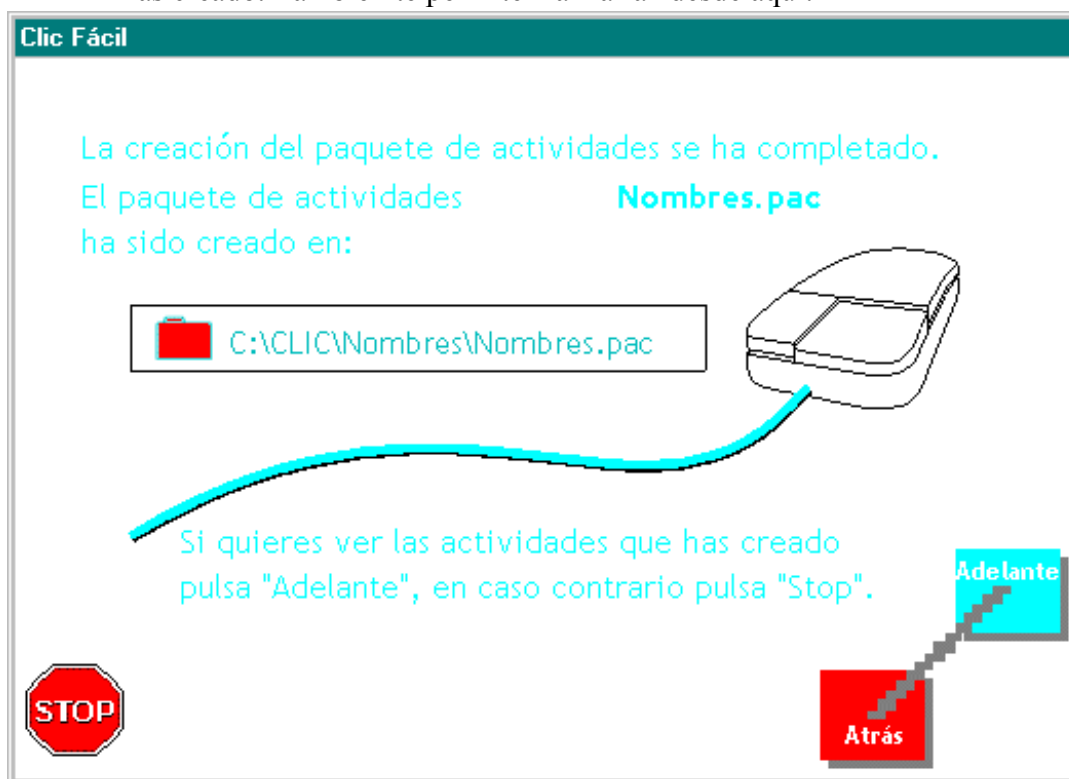 Clic Fácil
La creación del paquete de actividades se ha completado.
El paquete de actividades Nombres.pac
ha sido creado en:
C:\CLIC\Nombres\Nombres.pac
Si quieres ver las actividades que has creado
pulsa "Adelante", en caso contrario pulsa "Stop".
Adelante
STOP
Atrás